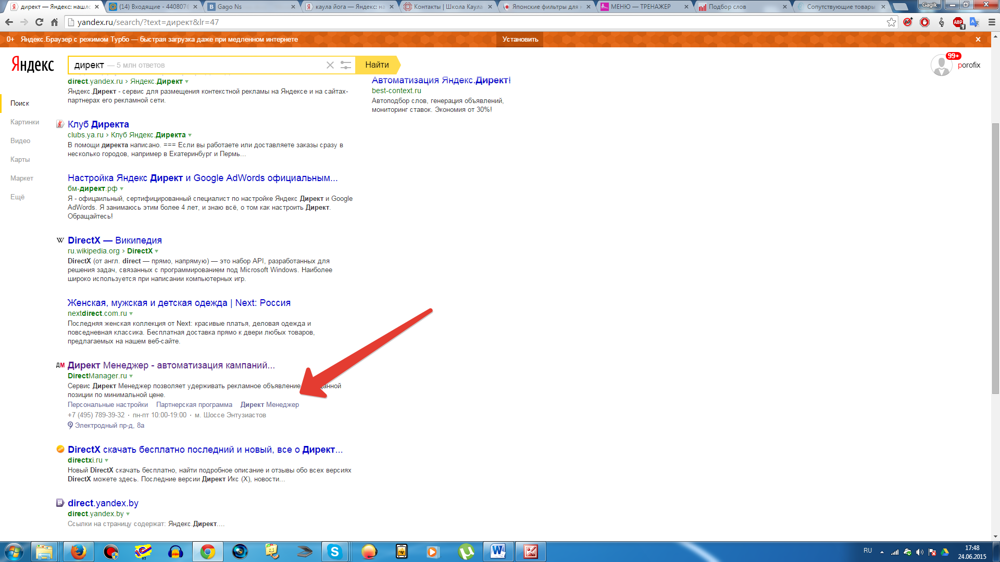 директ — Яндекс: нашло
(14) Входящие - 440807@
Gago Ns
каула йога — Яндекс: на
Контакты | Школа Каула
Японские фильтры для
МЕНЮ — ТРЕНАЖЕР
Подбор слов
Сопутствующие товары
Gagik
yandex.ru/search/?text=директ&lr=47
0+ Яндекс.Браузер с режимом Турбо — быстрая загрузка даже при медленном интернете
Установить
Яндекс
директ — 5 млн ответов
Найти
99+
porofix
Поиск
Картинки
Видео
Карты
Маркет
Ещё
direct.yandex.ru › Яндекс.Директ
Яндекс.Директ - сервис для размещения контекстной рекламы на Яндексе и на сайтах-
партнерах его рекламной сети.
Автоматизация Яндекс.Директ!
best-context.ru
Автоподбор слов, генерация объявлений,
мониторинг ставок. Экономия от 30%!
Клуб Директа
clubs.ya.ru › Клуб Яндекс.Директа
В помощи директа написано. === Если вы работаете или доставляете заказы сразу в
несколько городов, например в Екатеринбург и Пермь...
Настройка Яндекс Директ и Google AdWords официальным...
бм-директ.рф
Я - офицаильный, сертифицированный специалист по настройке Яндекс Директ и Google
AdWords. Я занимаюсь этим более 4 лет, и знаю всё, о том как настроить Директ.
Обращайтесь!
W
DirectX — Википедия
ru.wikipedia.org › DirectX
DirectX (от англ. direct — прямо, напрямую) — это набор API, разработанных для
решения задач, связанных с программированием под Microsoft Windows. Наиболее
широко используется при написании компьютерных игр.
Женская, мужская и детская одежда | Next: Россия
nextdirect.com.ru
Последняя женская коллекция от Next: красивые платья, деловая одежда и
повседневная классика. Бесплатная доставка прямо к двери любых товаров,
предлагаемых на нашем веб-сайте.
ДМ
Директ Менеджер - автоматизация кампаний...
DirectManager.ru
Сервис Директ Менеджер позволяет удерживать рекламное объявление
позиции по минимальной цене.
Персональные настройки Партнерская программа Директ Менеджер
+7 (495) 789-39-32 · пн-пт 10:00-19:00 · м. Шоссе Энтузиастов
Электродный пр-д, 8а
DirectX скачать бесплатно последний и новый, все о Директ...
directxi.ru
Новый DirectX скачать бесплатно, найти подробное описание и отзывы обо всех версиях
DirectX можете здесь. Последние версии Директ Икс (X), новости...
direct.yandex.by
direct.yandex.by
Ссылки на страницу содержат: Яндекс.Директ....
RU
17:48
24.06.2015